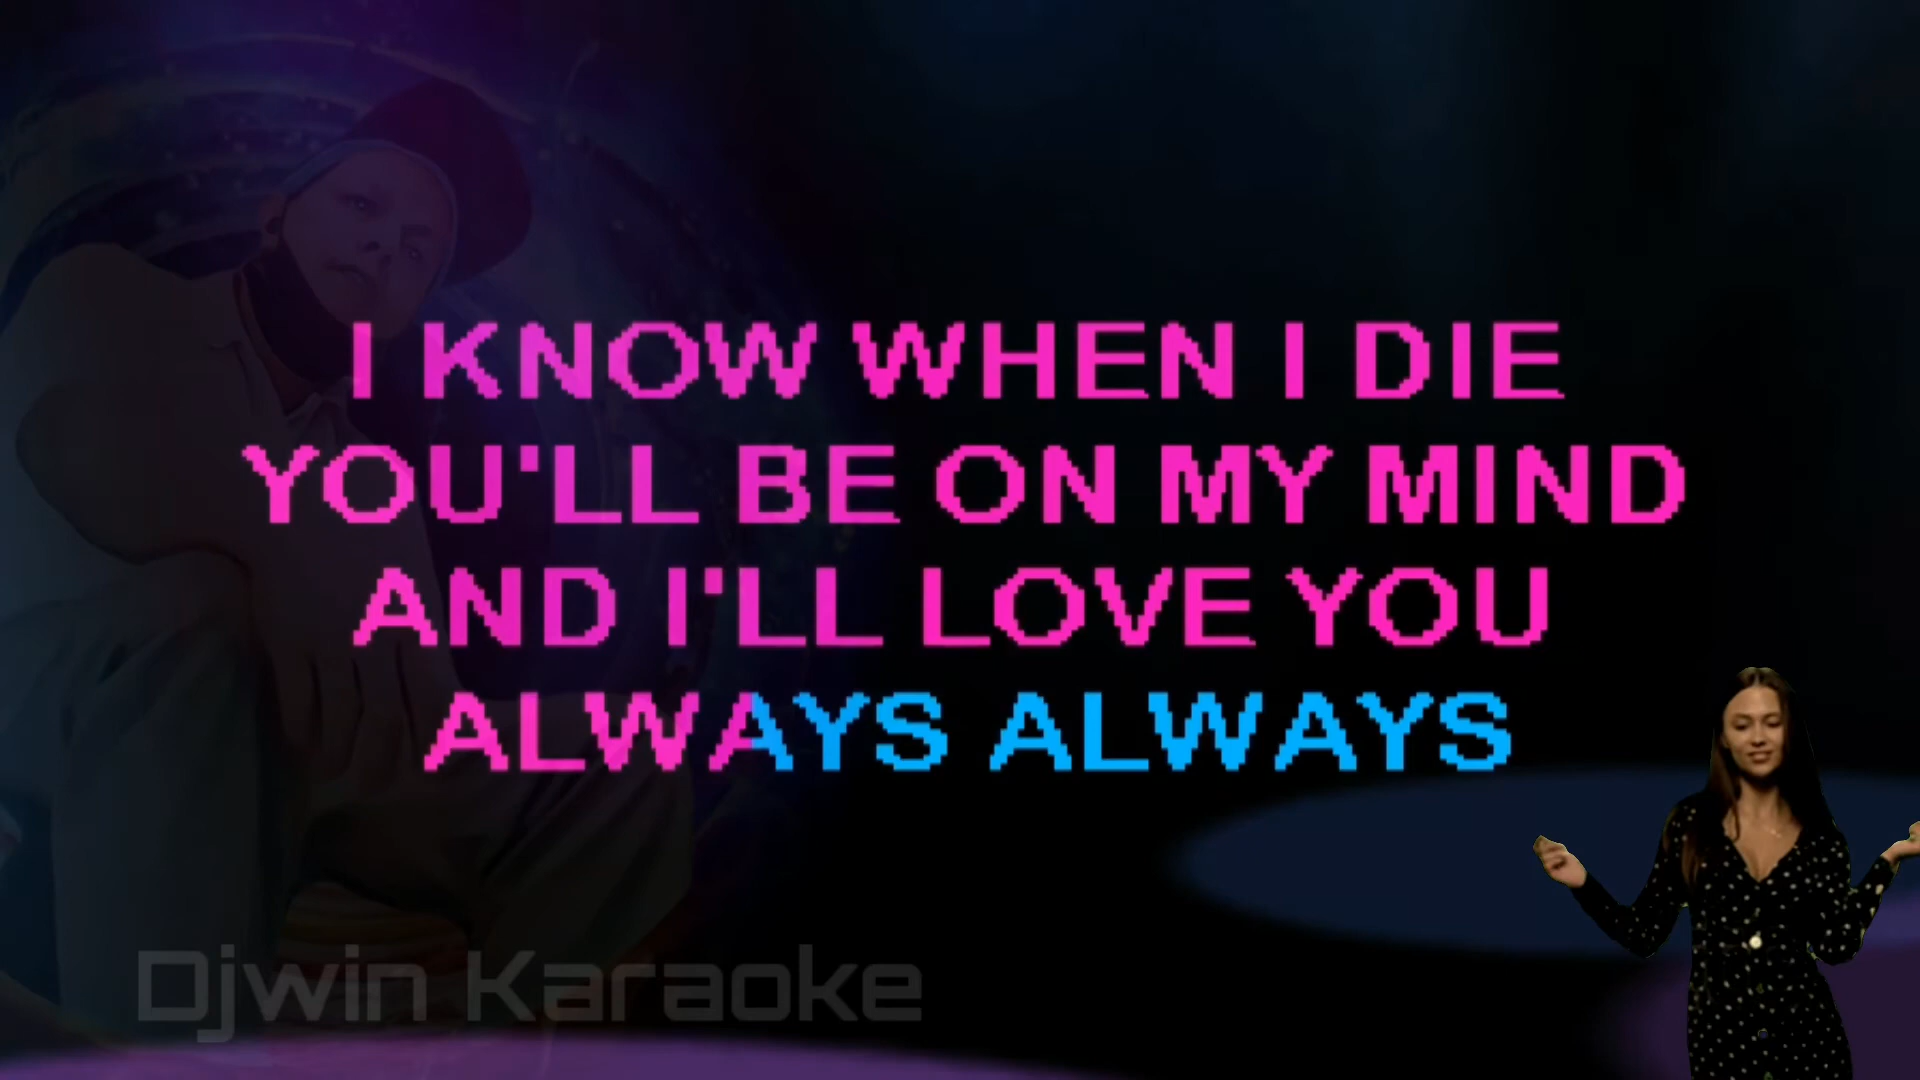 I KNOW WHEN I DIE
YOU'LL BE ON MY MIND
AND I'LL LOVE YOU
ALWAYS ALWAYS
Djwin Karaoke